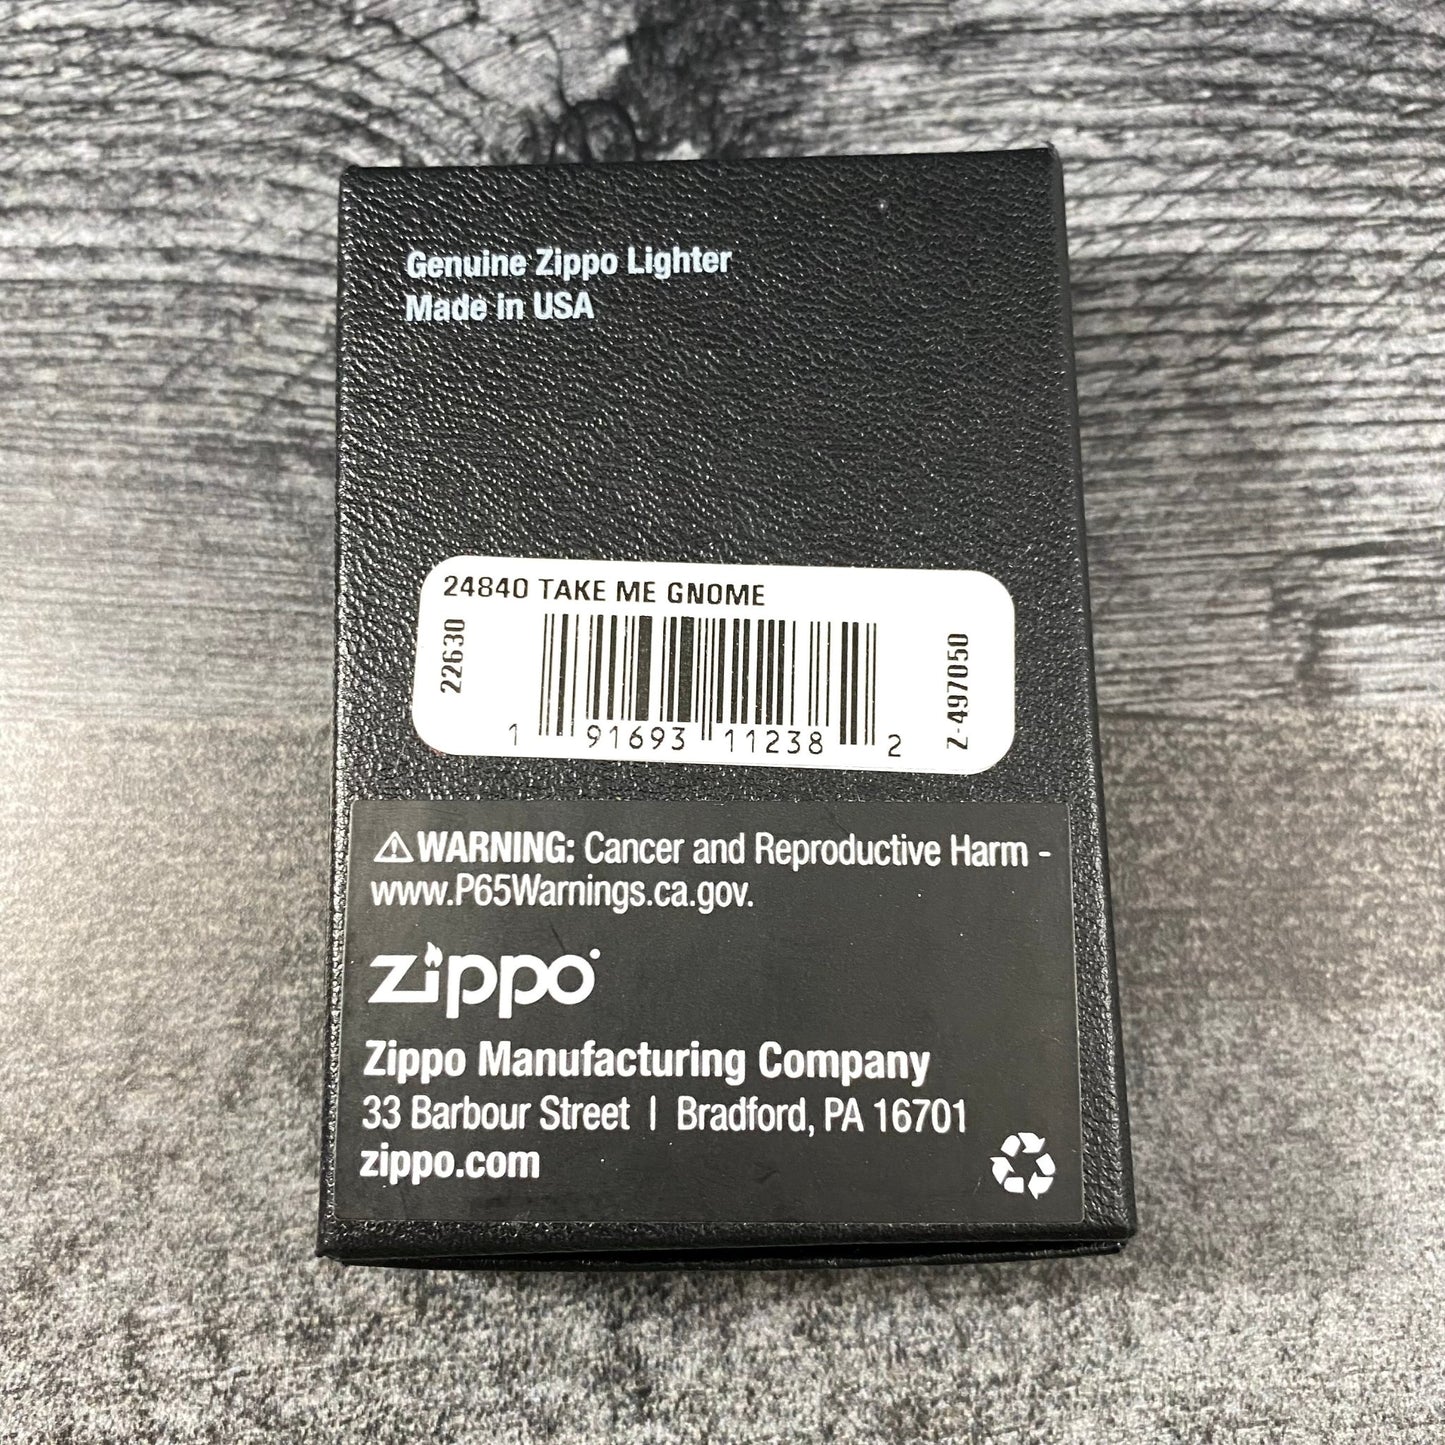 Genuine Zippo Lighter
Made in USA
24840 TAKE ME GNOME
22630
Z-497050
1 91693 11238 2
⚠WARNING: Cancer and Reproductive Harm -
www.P65Warnings.ca.gov.
zippo
Zippo Manufacturing Company
33 Barbour Street | Bradford, PA 16701
zippo.com